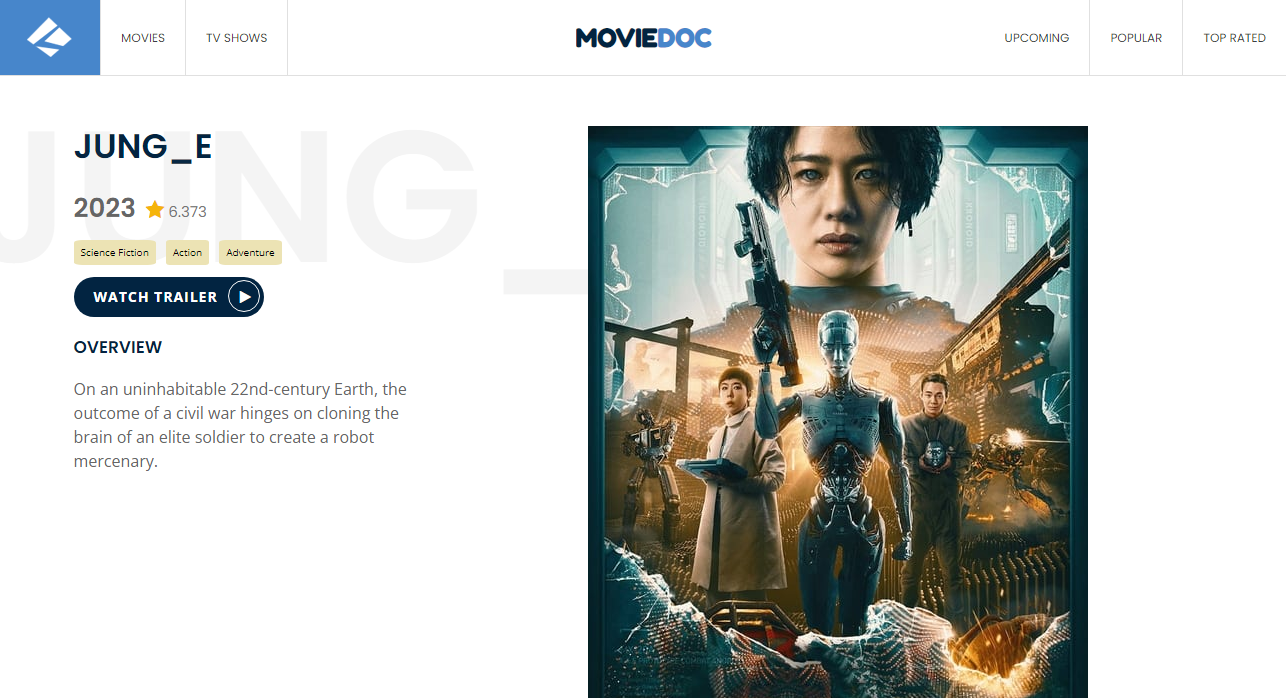 MOVIES
TV SHOWS
MOVIEDOC
UPCOMING
POPULAR
TOP RATED
JUNG_
JUNG_E
2023 6.373
Science Fiction Action Adventure
WATCH TRAILER
OVERVIEW
On an uninhabitable 22nd-century Earth, the
outcome of a civil war hinges on cloning the
brain of an elite soldier to create a robot
mercenary.
KRONOID
KRONOID